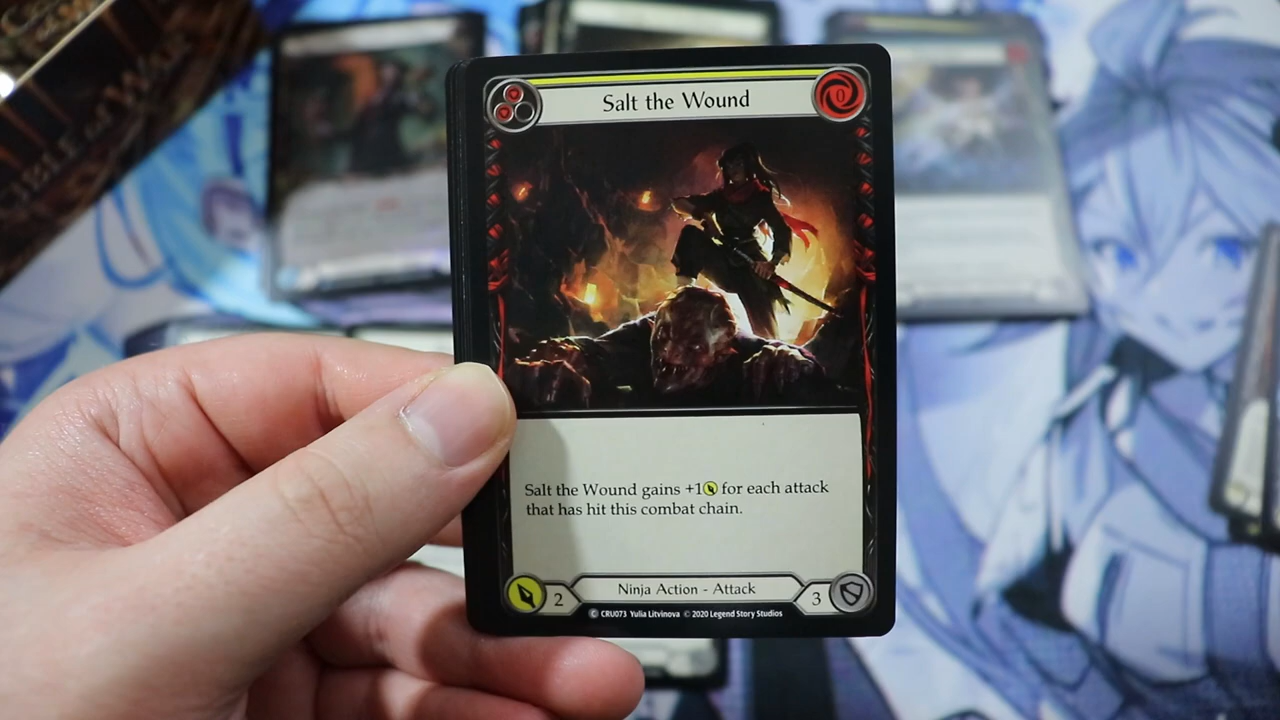 Salt the Wound
0
Salt the Wound gains +1 for each attack
that has hit this combat chain.
2
Ninja Action - Attack
3
C CRU073 Yulia Litvinova © 2020 Legend Story Studios